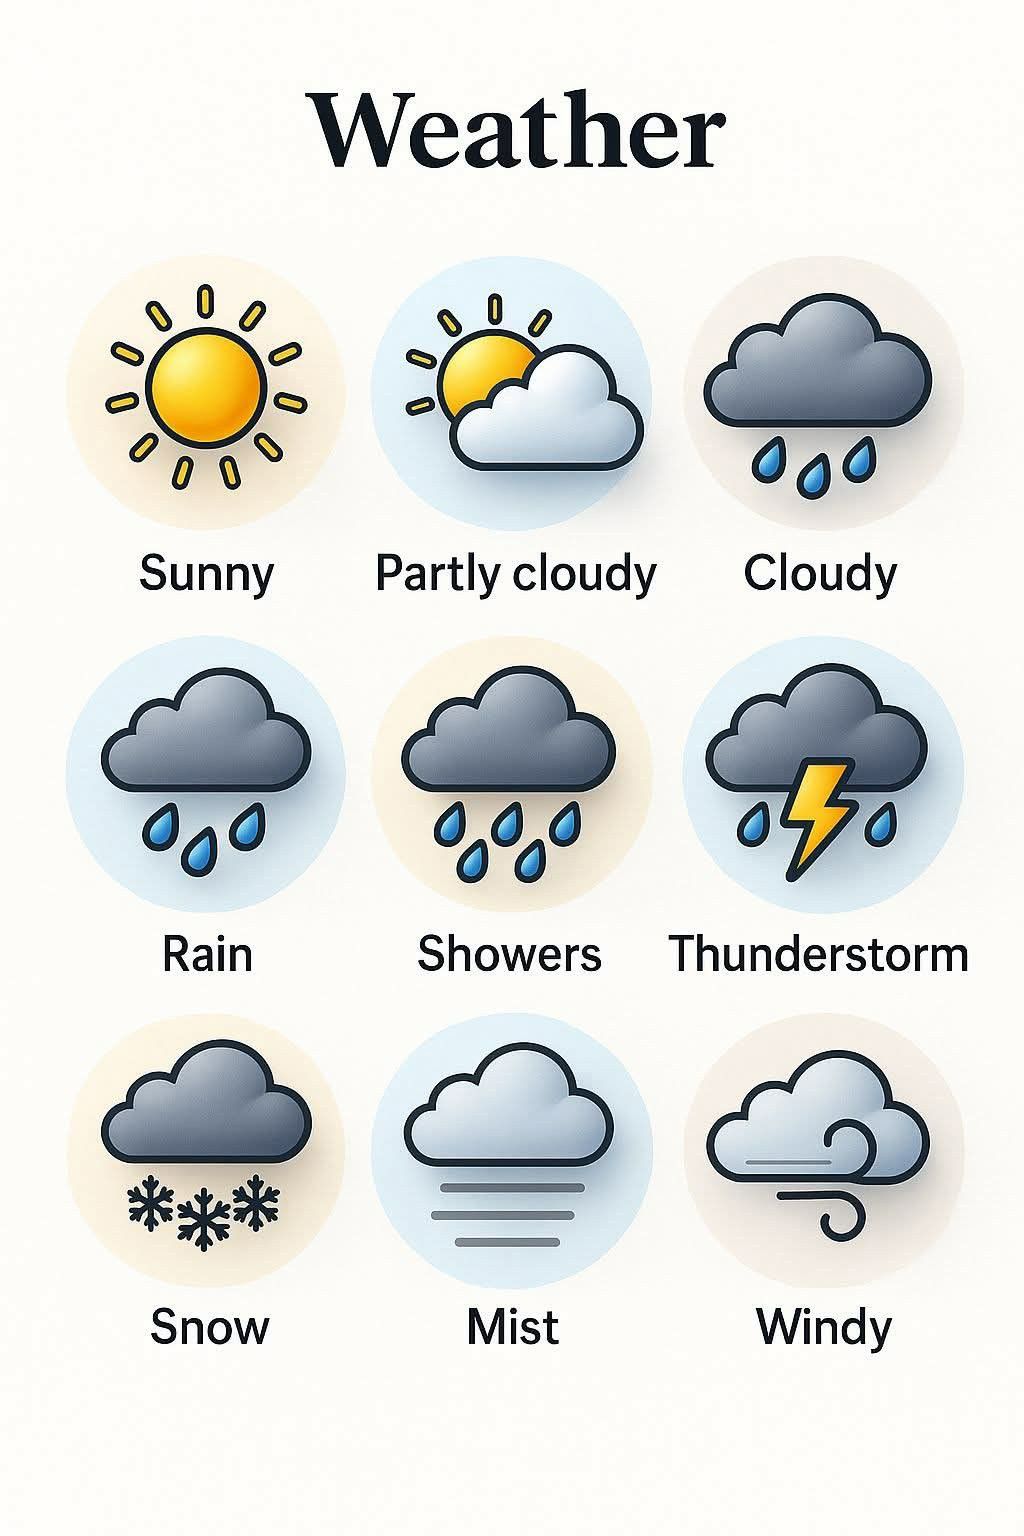 Weather
Sunny
Partly cloudy
Cloudy
Rain
Showers
Thunderstorm
Snow
Mist
Windy